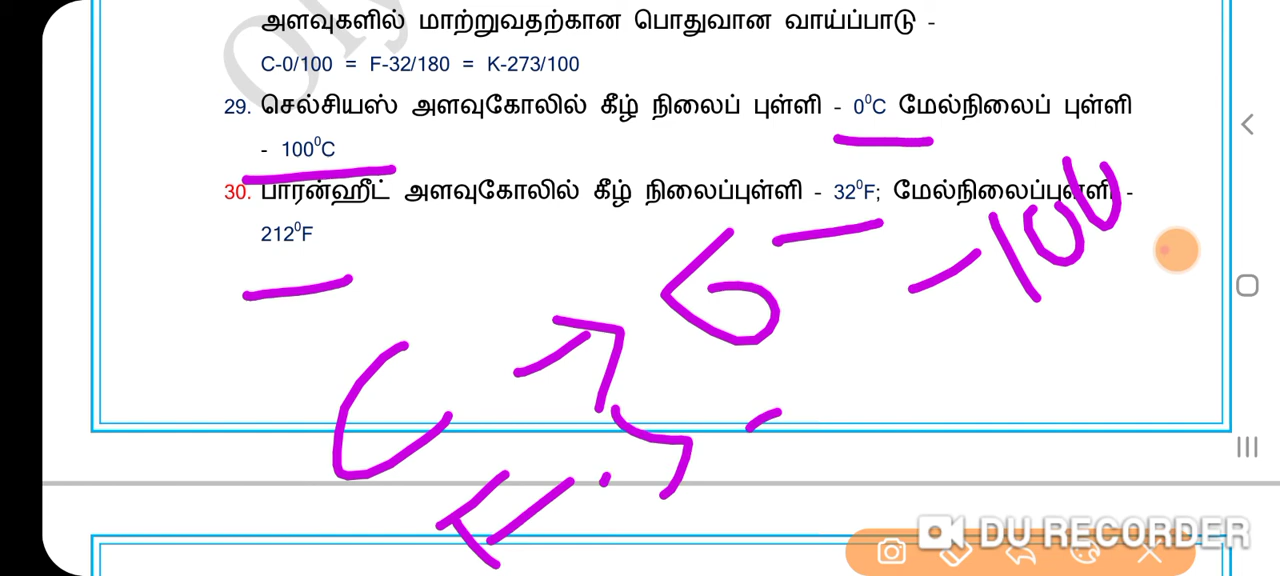 அளவுகளில் மாற்றுவதற்கான பொதுவான வாய்ப்பாடு -
C-0/100 = F-32/180 = K-273/100
29. செல்சியஸ் அளவுகோலில் கீழ் நிலைப் புள்ளி - 0⁰C மேல்நிலைப் புள்ளி
- 100⁰C
30. பாரன்ஹீட் அளவுகோலில் கீழ் நிலைப்புள்ளி - 32⁰F; மேல்நிலைப்புள்ளி -
212⁰F
-100
C
DU RECORDER